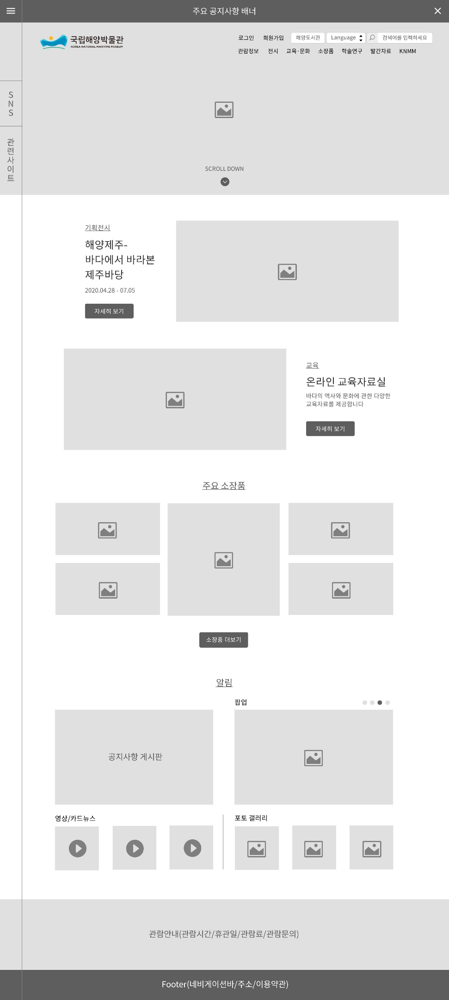 주요 공지사항 배너
국립해양박물관
KOREA NATIONAL MARITIME MUSEUM
로그인 회원가입 해양도서관 Language 검색어를 입력하세요
관람정보 전시 교육·문화 소장품 학술연구 발간자료 KNMM
S
N
S
관
련
사
이
트
SCROLL DOWN
기획전시
해양제주-
바다에서 바라본
제주바당
2020.04.28 - 07.05
자세히 보기
교육
온라인 교육자료실
바다의 역사와 문화에 관한 다양한
교육자료를 제공합니다
자세히 보기
주요 소장품
소장품 더보기
알림
팝업
공지사항 게시판
영상/카드뉴스
포토 갤러리
관람안내(관람시간/휴관일/관람료/관람문의)
Footer(네비게이션바/주소/이용약관)